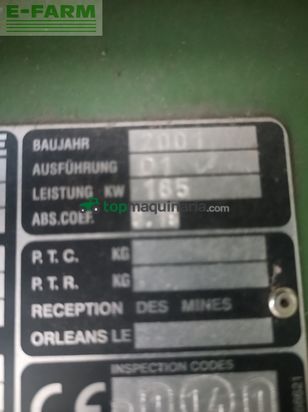 E-FARM
BAUJAHR 2001
AUSFÜHRUNG 01
LEISTUNG KW 165
topmaquinaria.com
ABS.COEF.
P.T.C. KG
P.T.R. KG
RECEPTION DES MINES
ORLEANS LE
INSPECTION CODES
CE